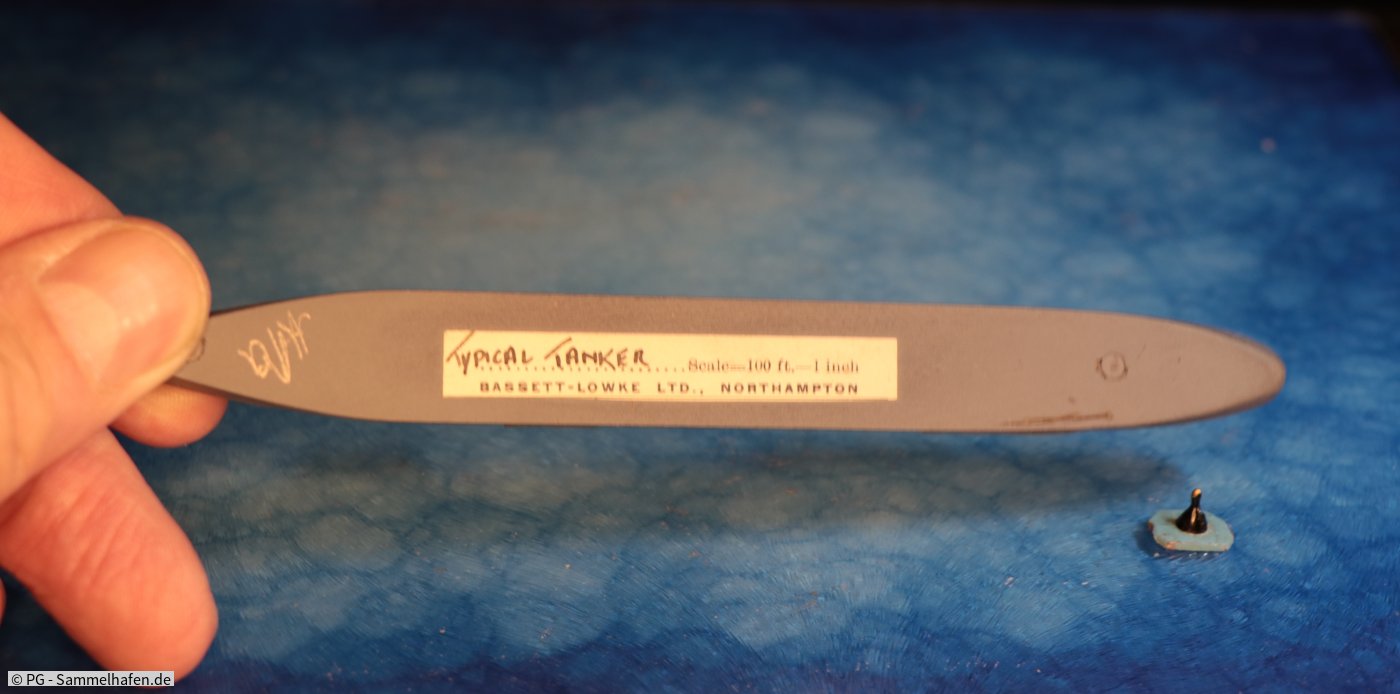 Typical Tanker ........ Scale—100 ft.—1 inch
BASSETT-LOWKE LTD., NORTHAMPTON
© PG - Sammelhafen.de